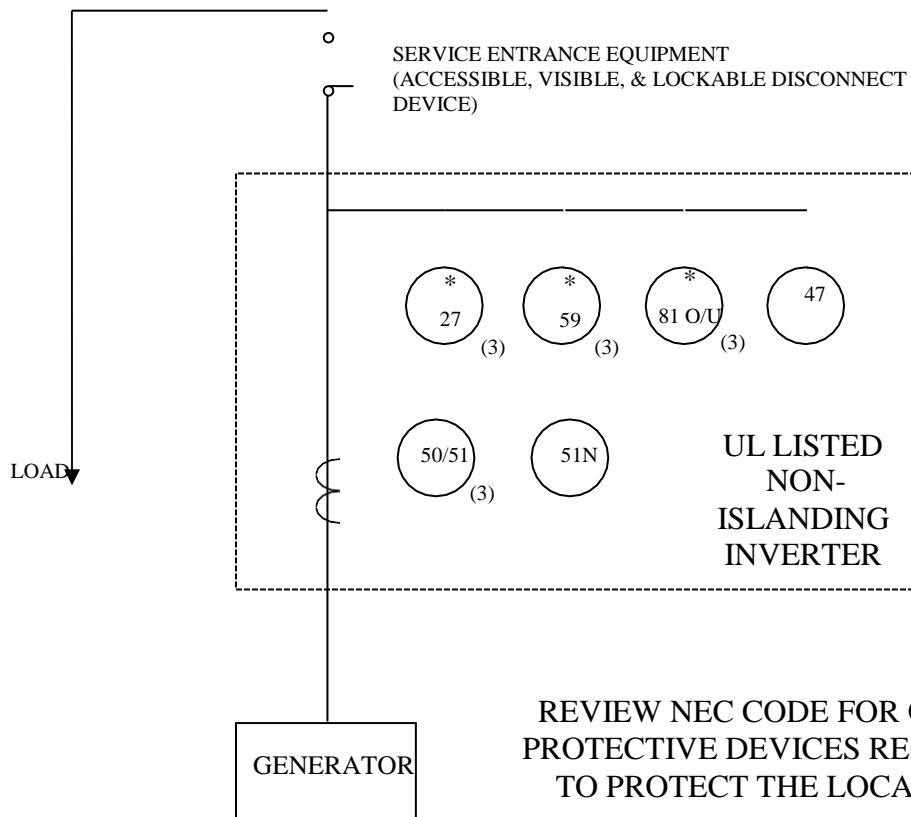 SERVICE ENTRANCE EQUIPMENT
(ACCESSIBLE, VISIBLE, & LOCKABLE DISCONNECT
DEVICE)
*
27
(3)
*
59
(3)
*
81 O/U
(3)
47
50/51
(3)
51N
LOAD
UL LISTED
NON-
ISLANDING
INVERTER
GENERATOR
REVIEW NEC CODE FOR
PROTECTIVE DEVICES
TO PROTECT THE